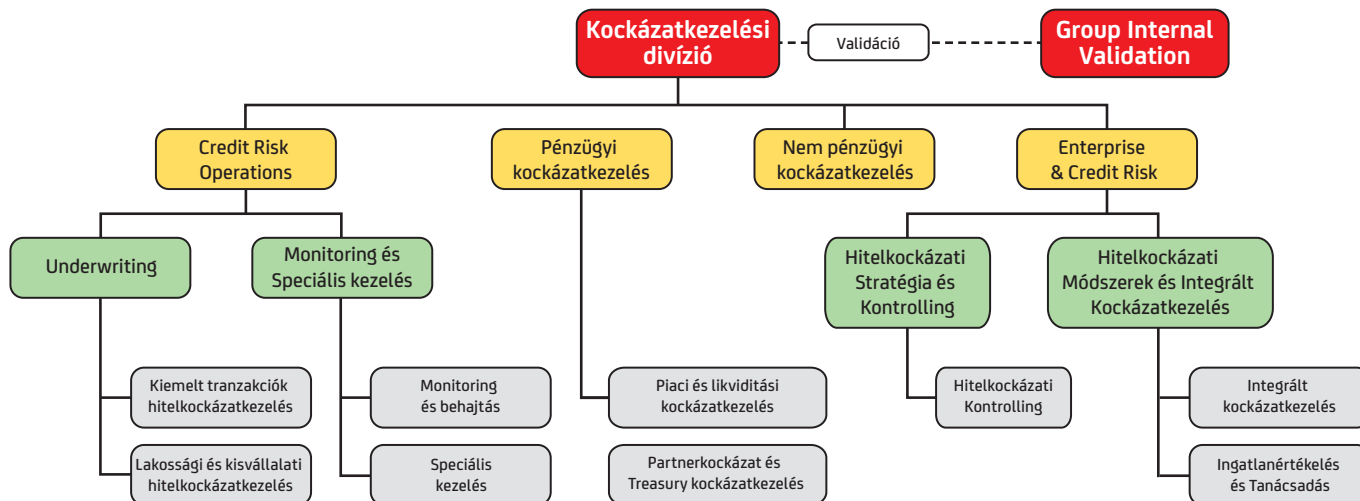 Kockázatkezelési
divízió
Validáció
Group Internal
Validation
Credit Risk
Operations
Pénzügyi
kockázatkezelés
Nem pénzügyi
kockázatkezelés
Enterprise
& Credit Risk
Underwriting
Monitoring és
Speciális kezelés
Hitelkockázati
Stratégia és
Kontrolling
Hitelkockázati
Módszerek és Integrált
Kockázatkezelés
Kiemelt tranzakciók
hitelkockázatkezelés
Monitoring
és behajtás
Piaci és likviditási
kockázatkezelés
Hitelkockázati
Kontrolling
Integrált
kockázatkezelés
Lakossági és kisvállalati
hitelkockázatkezelés
Speciális
kezelés
Partnerkockázat és
Treasury kockázatkezelés
Ingatlanértékelés
és Tanácsadás